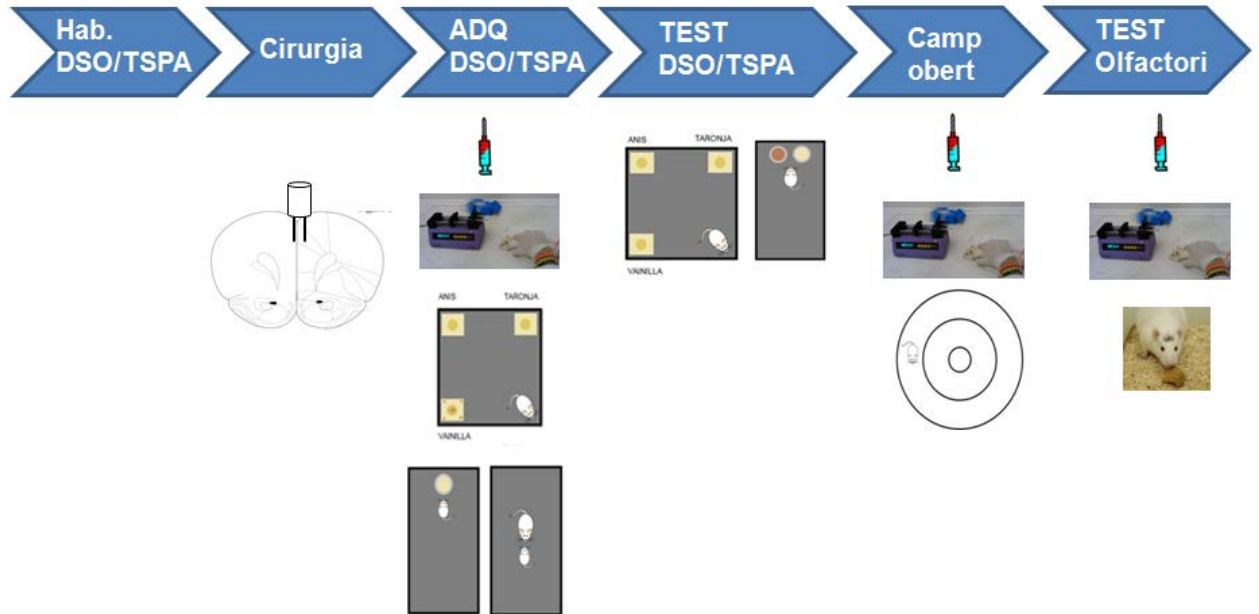 Hab.
DSO/TSPA
Cirurgia
ADQ
DSO/TSPA
TEST
DSO/TSPA
Camp
obert
TEST
Olfactori
ANIS TARONJA
VAINILLA
ANIS TARONJA
VAINILLA